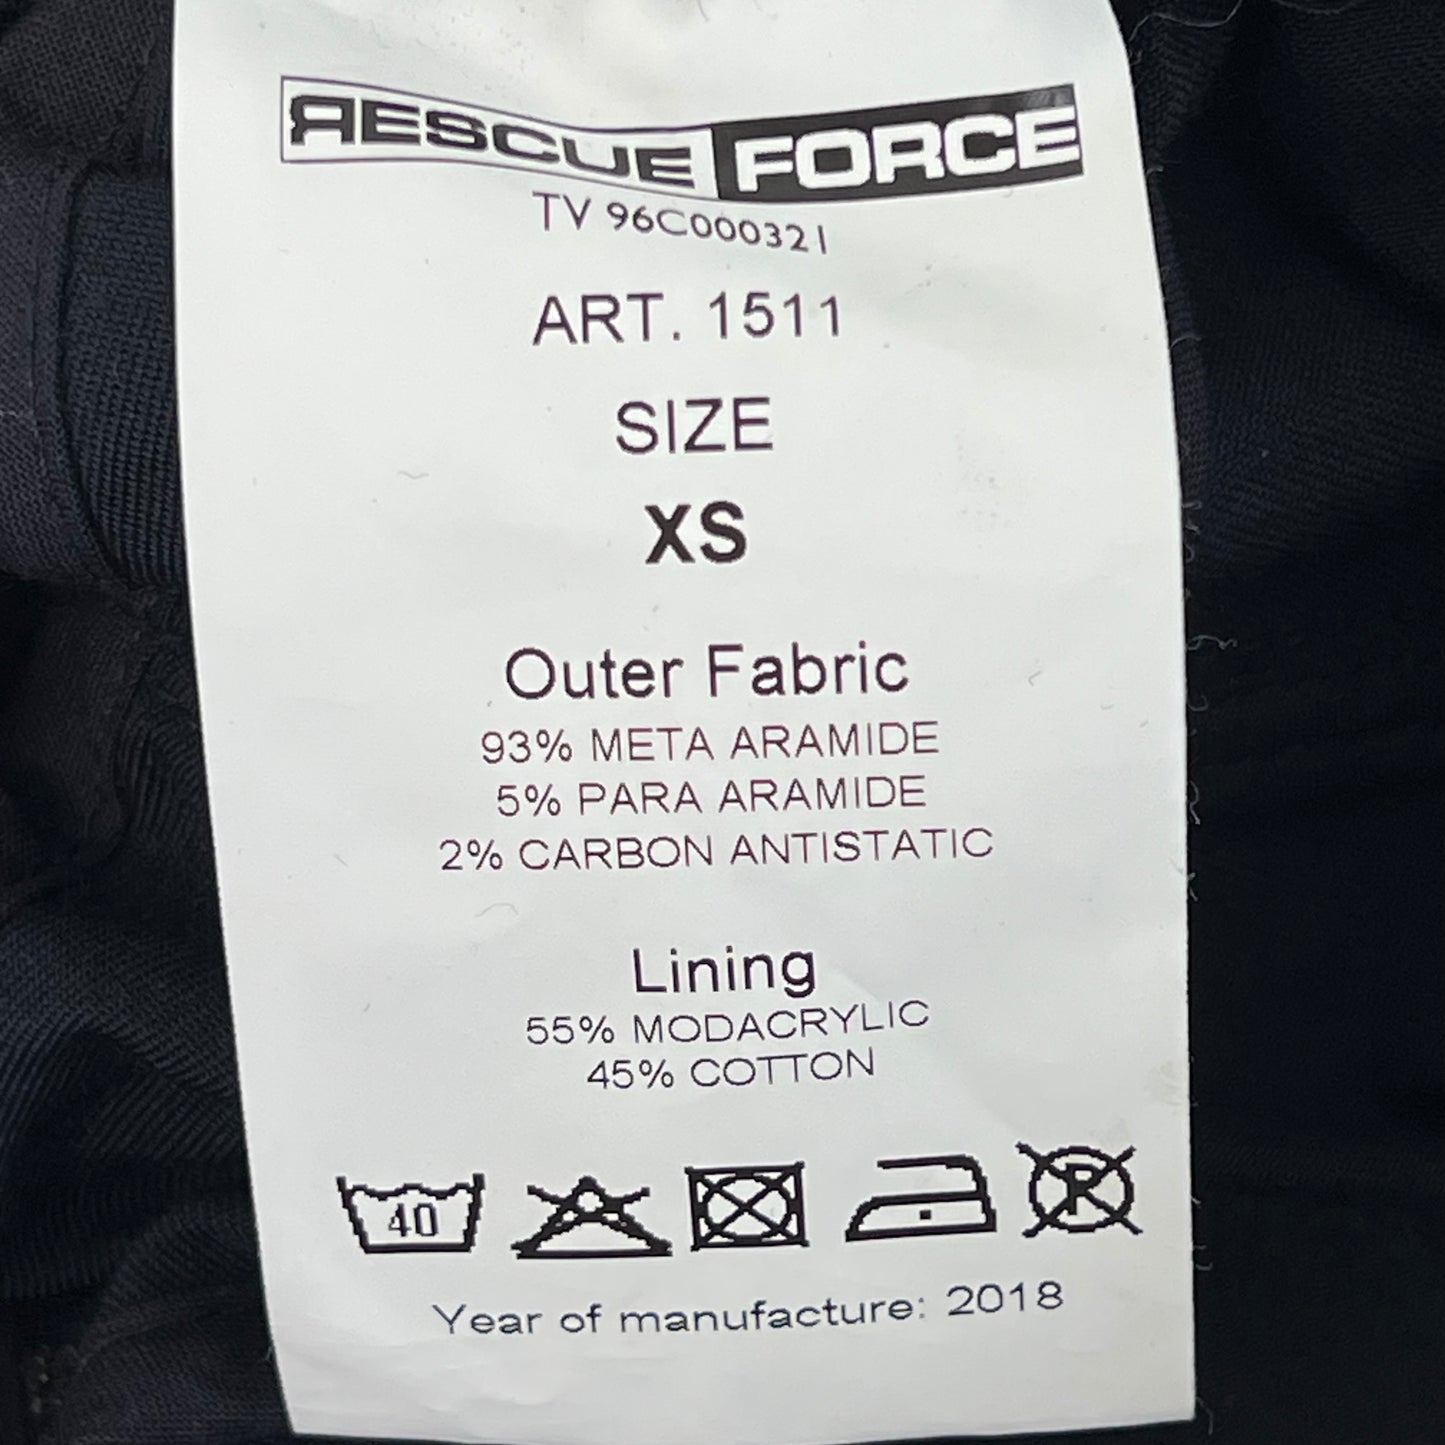 RESCUE FORCE
TV 96C000321
ART. 1511
SIZE
XS
Outer Fabric
93% META ARAMIDE
5% PARA ARAMIDE
2% CARBON ANTISTATIC
Lining
55% MODACRYLIC
45% COTTON
40 P
Year of manufacture: 2018